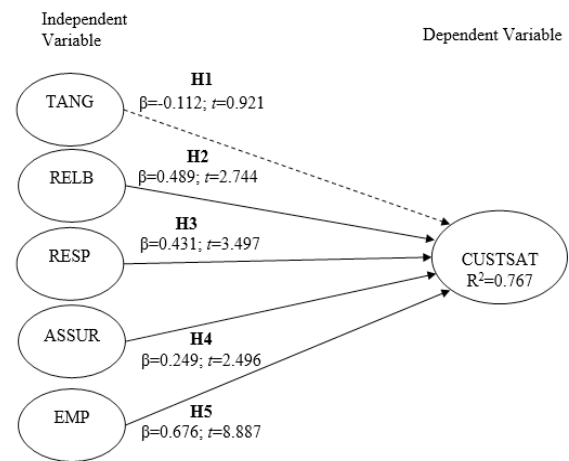 Independent
Variable
Dependent Variable
TANG
H1
β=-0.112; t=0.921
RELB
H2
β=0.489; t=2.744
RESP
H3
β=0.431; t=3.497
CUSTSAT
R²=0.767
ASSUR
H4
β=0.249; t=2.496
EMP
H5
β=0.676; t=8.887